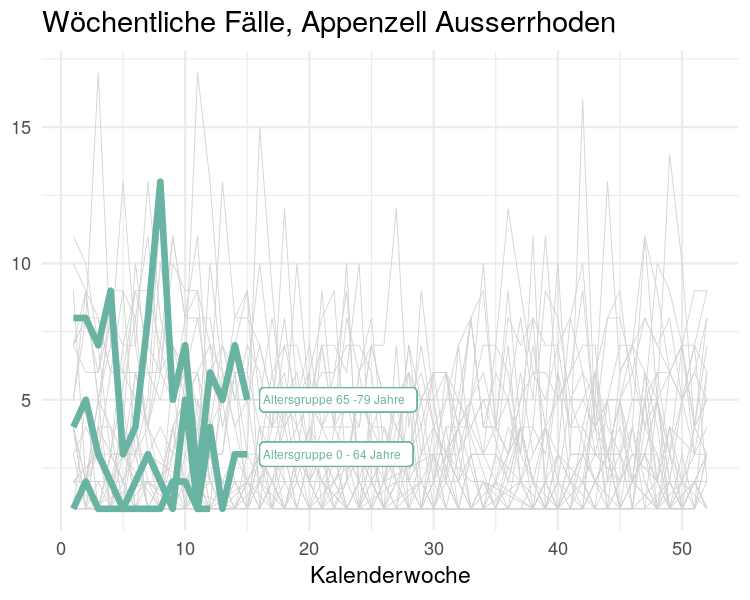 Wöchentliche Fälle, Appenzell Ausserrhoden
15
10
5
Altersgruppe 65 -79 Jahre
Altersgruppe 0 - 64 Jahre
0 10 20 30 40 50
Kalenderwoche